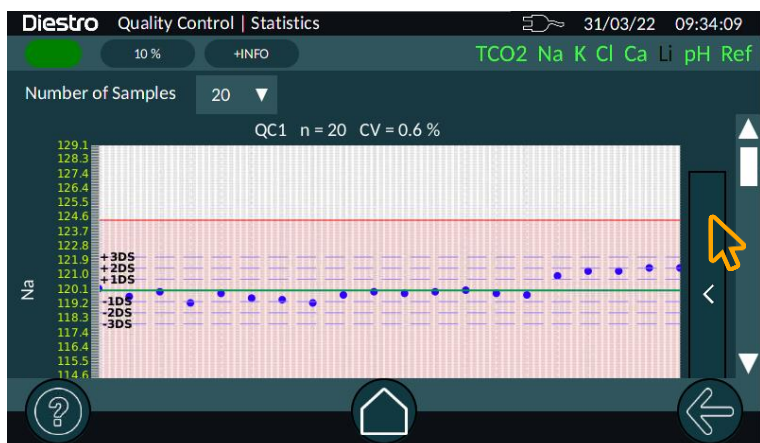 Diestro Quality Control | Statistics 31/03/22 09:34:09
10 % +INFO TCO2 Na K Cl Ca Li pH Ref
Number of Samples 20
QC1 n = 20 CV = 0.6 %
129.1
128.3
127.4
126.4
125.5
124.6
123.7
122.8
121.9
121.0
120.1
119.2
118.3
117.4
116.4
115.5
114.6
+3DS
+2DS
+1DS
-1DS
-2DS
-3DS
Na
?